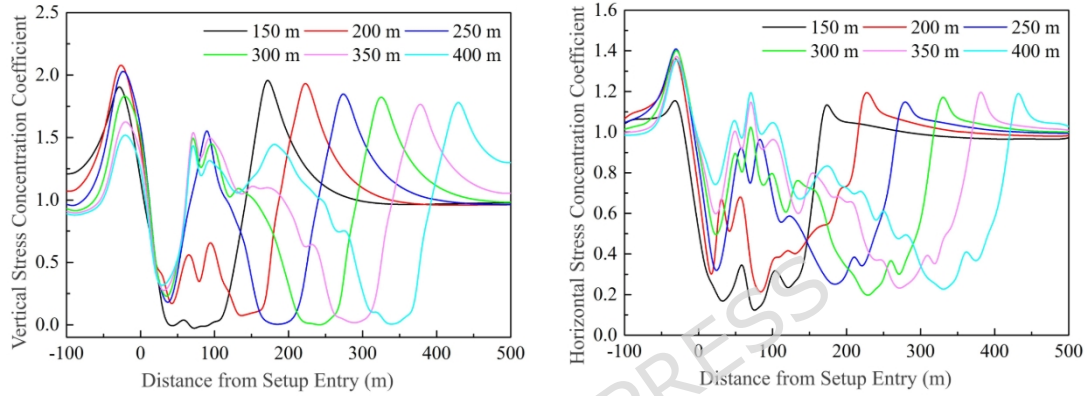 150 m 200 m 250 m
300 m 350 m 400 m
Vertical Stress Concentration Coefficient
2.5
2.0
1.5
1.0
0.5
0.0
-100 0 100 200 300 400 500
Distance from Setup Entry (m)
150 m 200 m 250 m
300 m 350 m 400 m
Horizontal Stress Concentration Coefficient
1.6
1.4
1.2
1.0
0.8
0.6
0.4
0.2
0.0
-100 0 100 200 300 400 500
Distance from Setup Entry (m)
PRESS